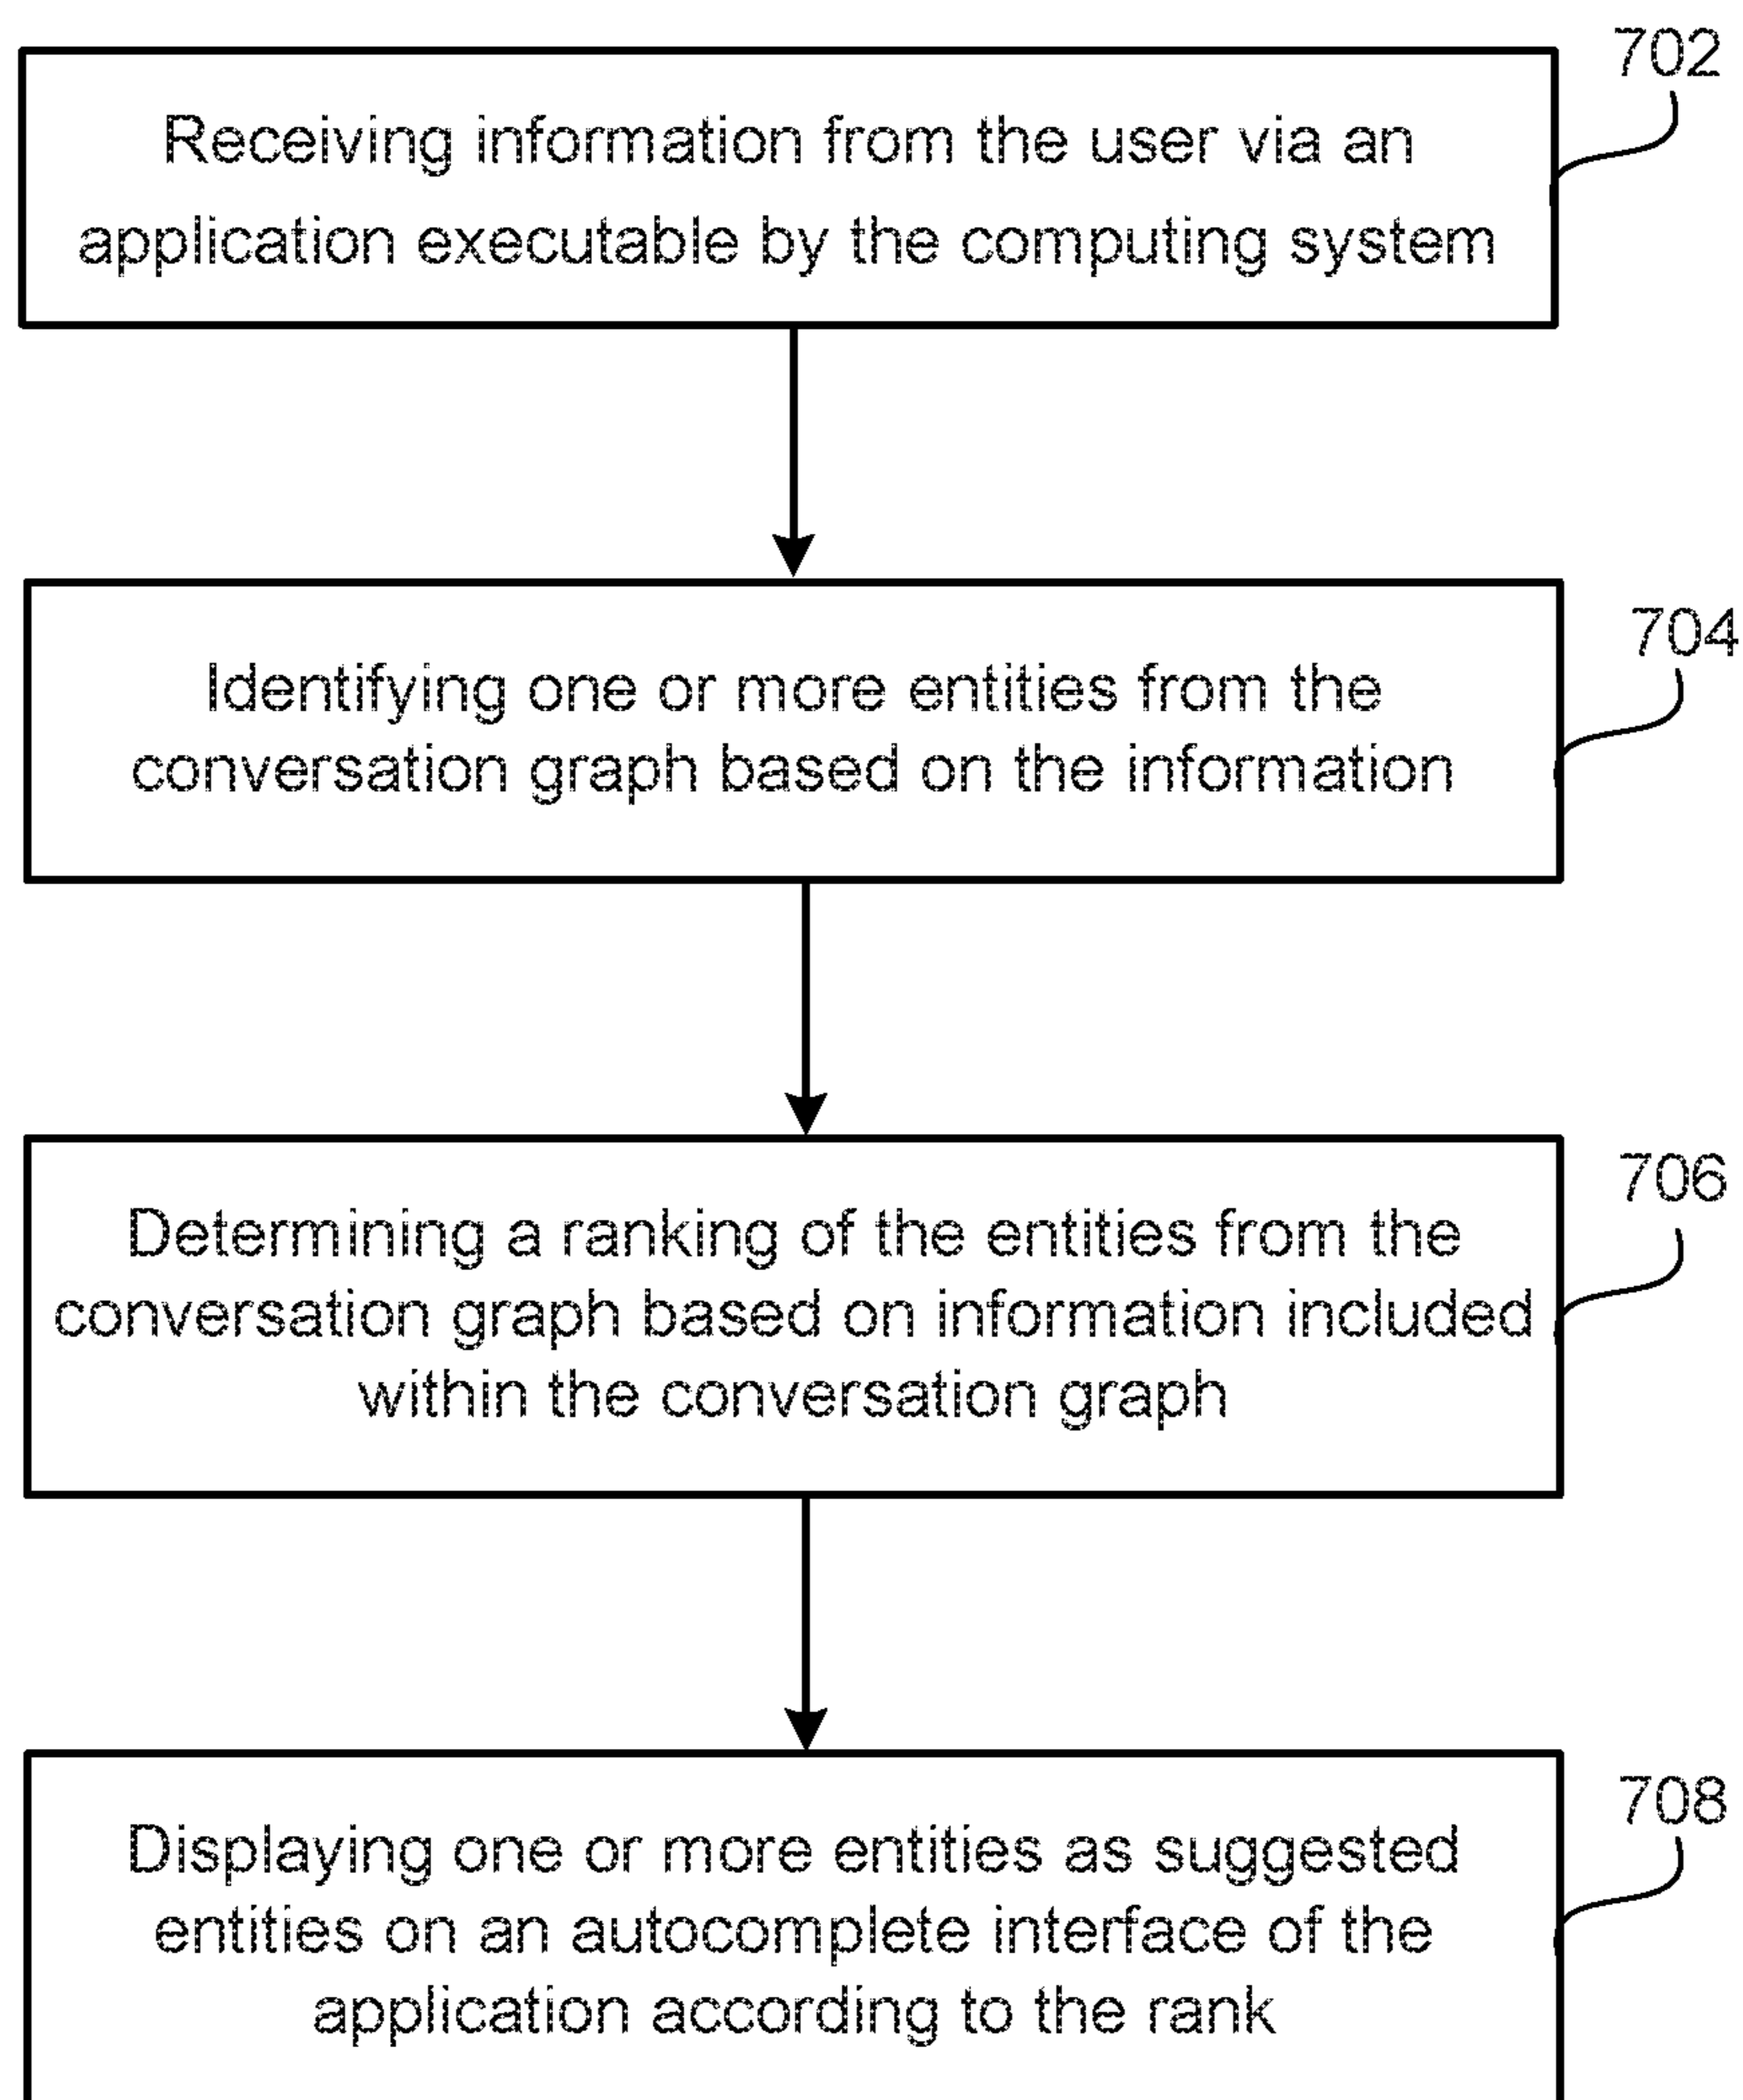 702
Receiving information from the user via an
application executable by the computing system
704
Identifying one or more entities from the
conversation graph based on the information
706
Determining a ranking of the entities from the
conversation graph based on information included
within the conversation graph
708
Displaying one or more entities as suggested
entities on an autocomplete interface of the
application according to the rank